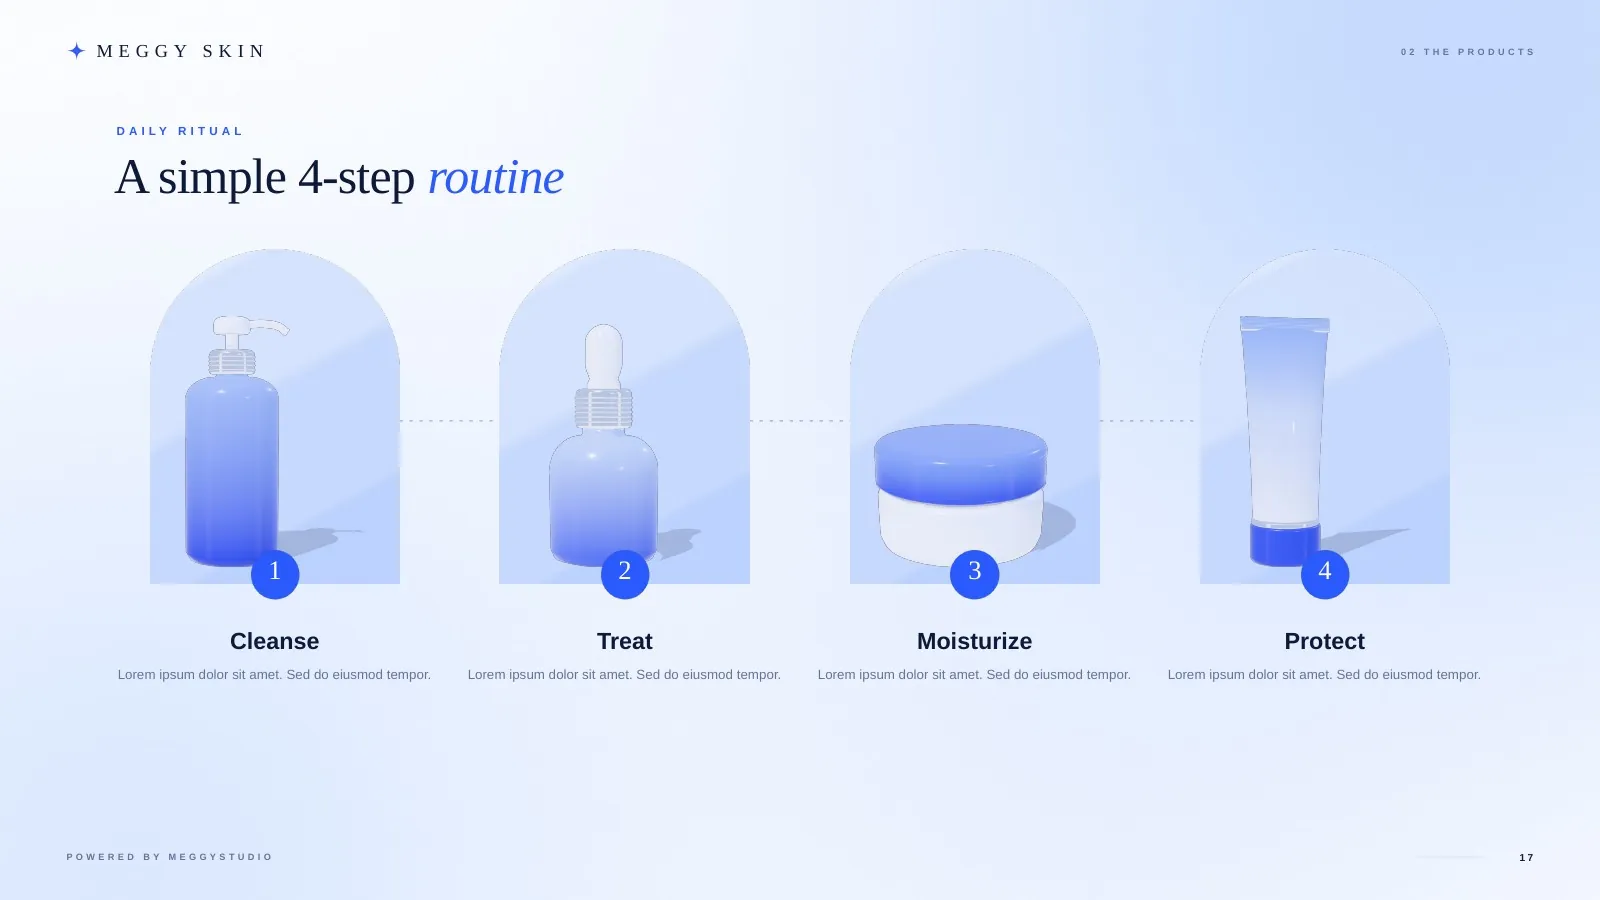 MEGGY SKIN
02 THE PRODUCTS
DAILY RITUAL
A simple 4-step routine
1
2
3
4
Cleanse
Lorem ipsum dolor sit amet. Sed do eiusmod tempor.
Treat
Lorem ipsum dolor sit amet. Sed do eiusmod tempor.
Moisturize
Lorem ipsum dolor sit amet. Sed do eiusmod tempor.
Protect
Lorem ipsum dolor sit amet. Sed do eiusmod tempor.
POWERED BY MEGGYSTUDIO
17